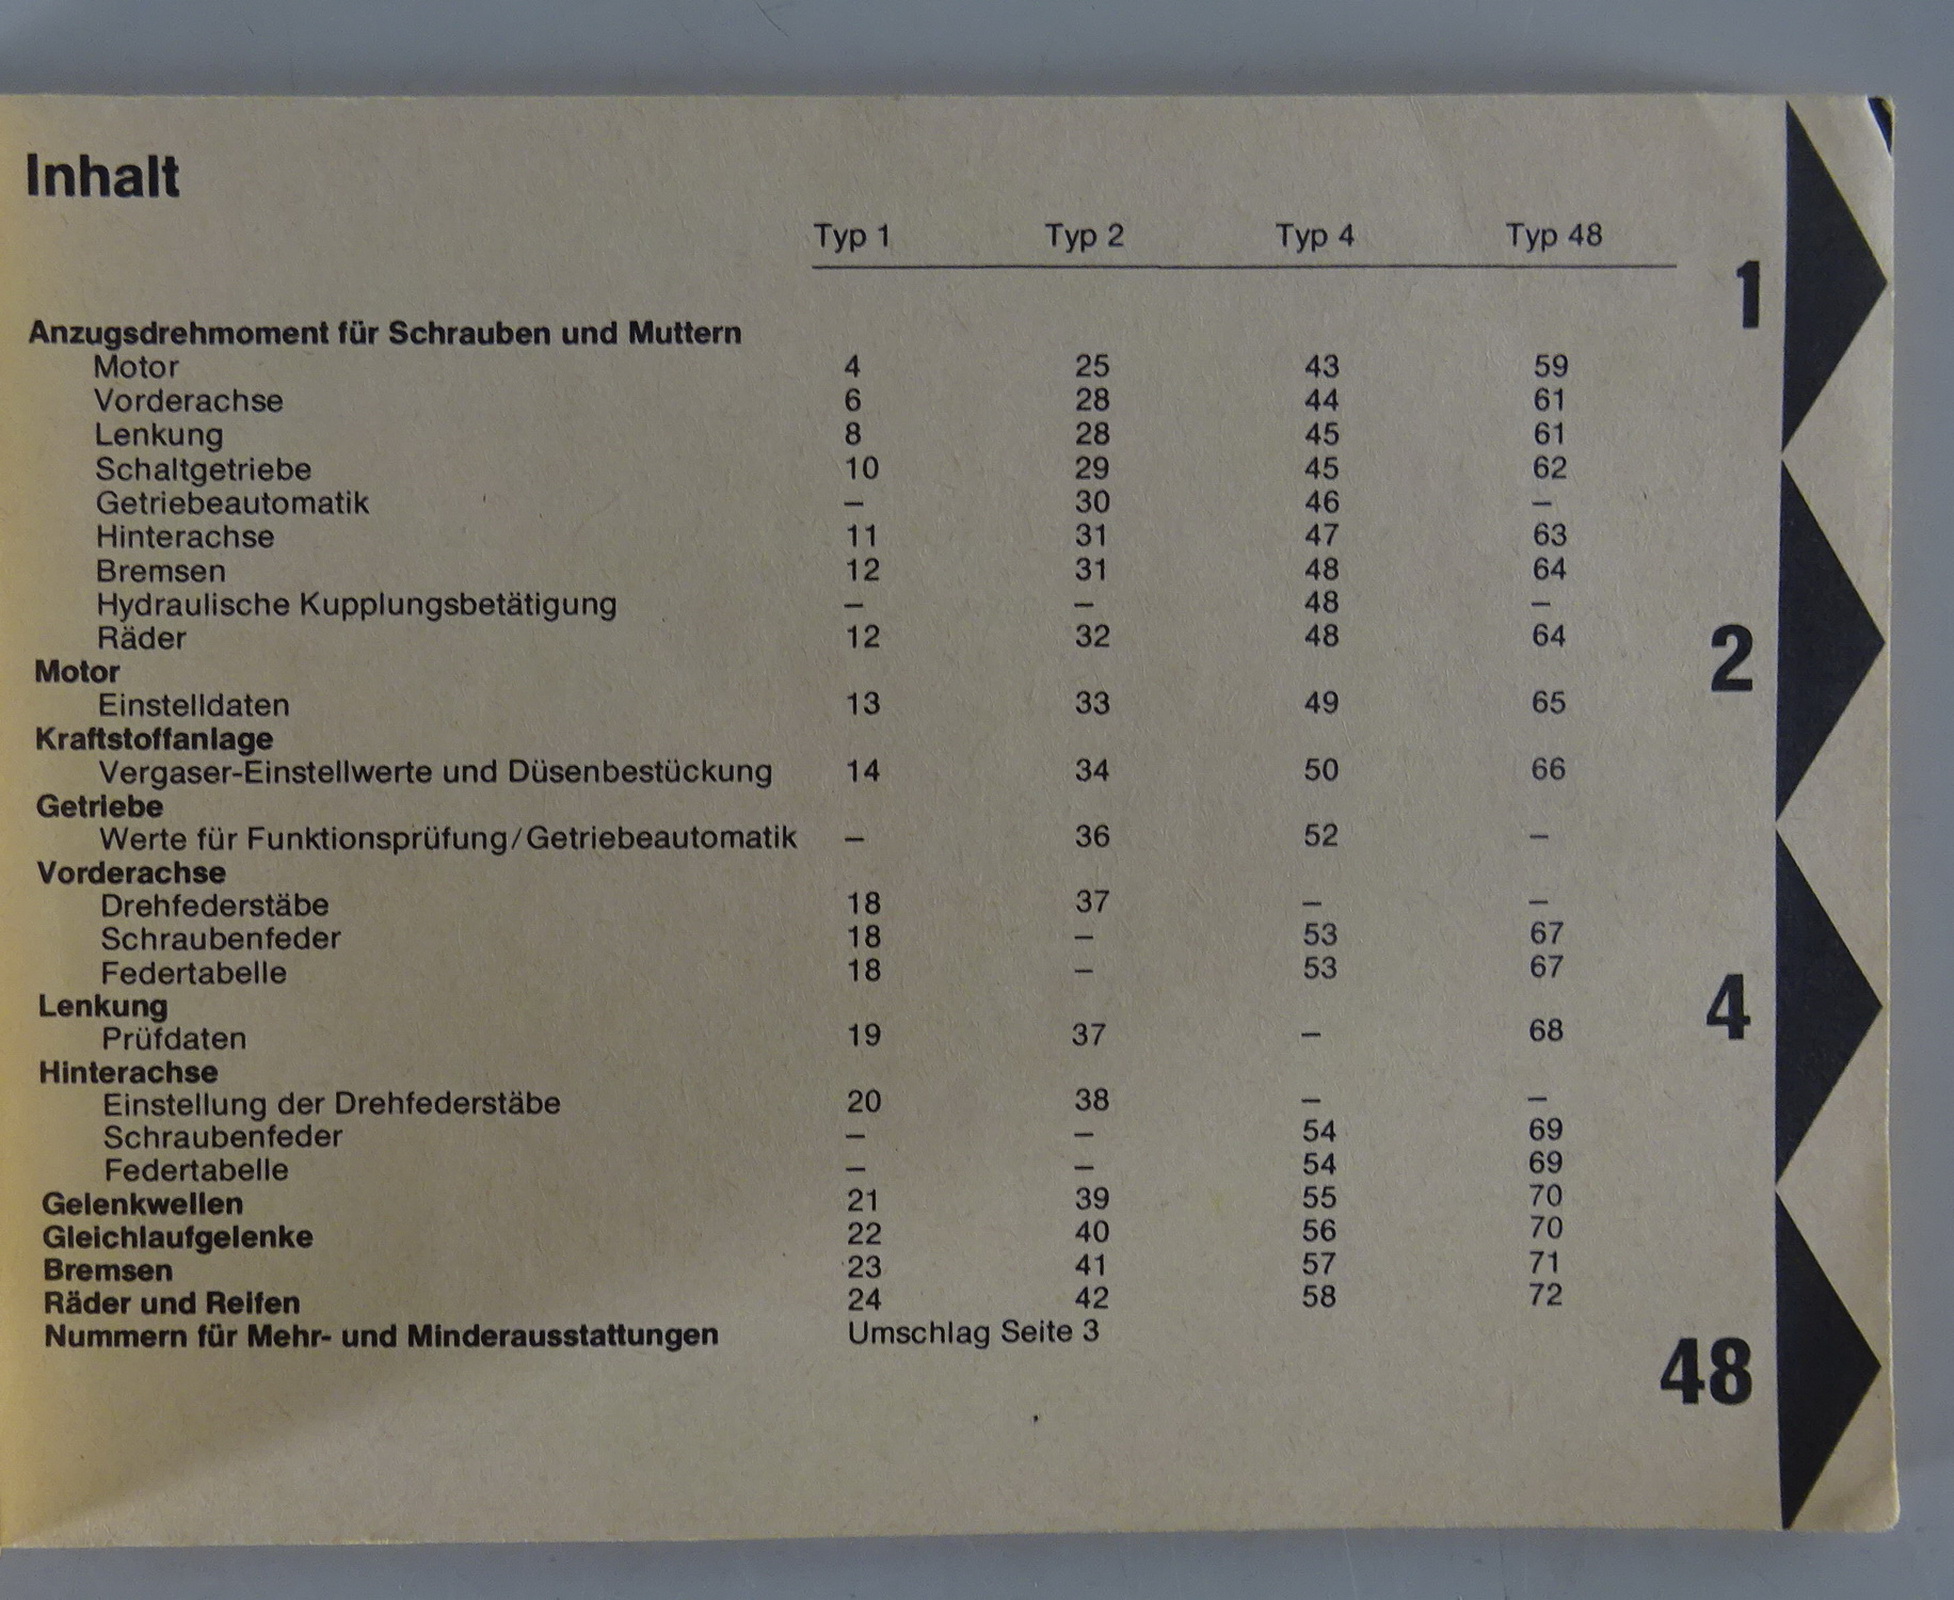 Inhalt
Typ 1 Typ 2 Typ 4 Typ 48
1
Anzugsdrehmoment für Schrauben und Muttern
Motor 4 25 43 59
Vorderachse 6 28 44 61
Lenkung 8 28 45 61
Schaltgetriebe 10 29 45 62
Getriebeautomatik – 30 46 –
Hinterachse 11 31 47 63
Bremsen 12 31 48 64
Hydraulische Kupplungsbetätigung – – 48 –
Räder 12 32 48 64
2
Motor
Einstelldaten 13 33 49 65
Kraftstoffanlage
Vergaser-Einstellwerte und Düsenbestückung 14 34 50 66
Getriebe
Werte für Funktionsprüfung/Getriebeautomatik – 36 52 –
Vorderachse
Drehfederstäbe 18 37 – –
Schraubenfeder 18 – 53 67
Federtabelle 18 – 53 67
4
Lenkung
Prüfdaten 19 37 – 68
Hinterachse
Einstellung der Drehfederstäbe 20 38 – –
Schraubenfeder – – 54 69
Federtabelle – – 54 69
Gelenkwellen 21 39 55 70
Gleichlaufgelenke 22 40 56 70
Bremsen 23 41 57 71
Räder und Reifen 24 42 58 72
Nummern für Mehr- und Minderausstattungen Umschlag Seite 3
48